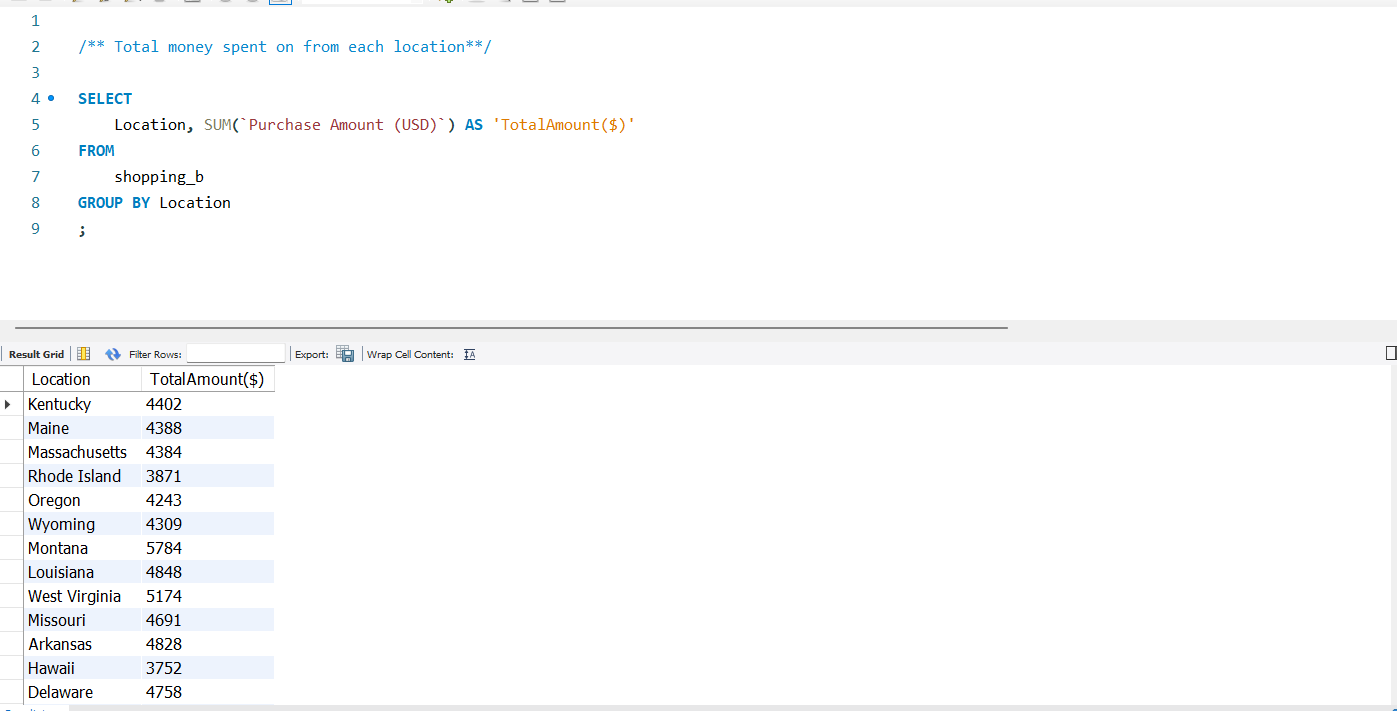 1
2 /** Total money spent on from each location**/
3
4 SELECT
5 Location, SUM(`Purchase Amount (USD)`) AS 'TotalAmount($)'
6 FROM
7 shopping_b
8 GROUP BY Location
9 ;
Result Grid Filter Rows: Export: Wrap Cell Content: IA
Location TotalAmount($)
Kentucky 4402
Maine 4388
Massachusetts 4384
Rhode Island 3871
Oregon 4243
Wyoming 4309
Montana 5784
Louisiana 4848
West Virginia 5174
Missouri 4691
Arkansas 4828
Hawaii 3752
Delaware 4758